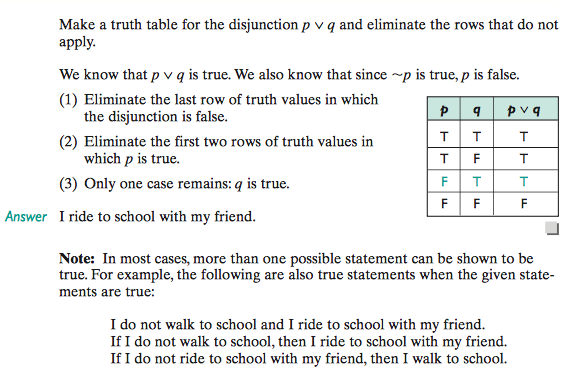 Make a truth table for the disjunction p ∨ q and eliminate the rows that do not
apply.
We know that p ∨ q is true. We also know that since ~p is true, p is false.
(1) Eliminate the last row of truth values in which
the disjunction is false.
(2) Eliminate the first two rows of truth values in
which p is true.
(3) Only one case remains: q is true.
p q p ∨ q
T T T
T F T
F T T
F F F
Answer I ride to school with my friend.
Note: In most cases, more than one possible statement can be shown to be
true. For example, the following are also true statements when the given state-
ments are true:
I do not walk to school and I ride to school with my friend.
If I do not walk to school, then I ride to school with my friend.
If I do not ride to school with my friend, then I walk to school.